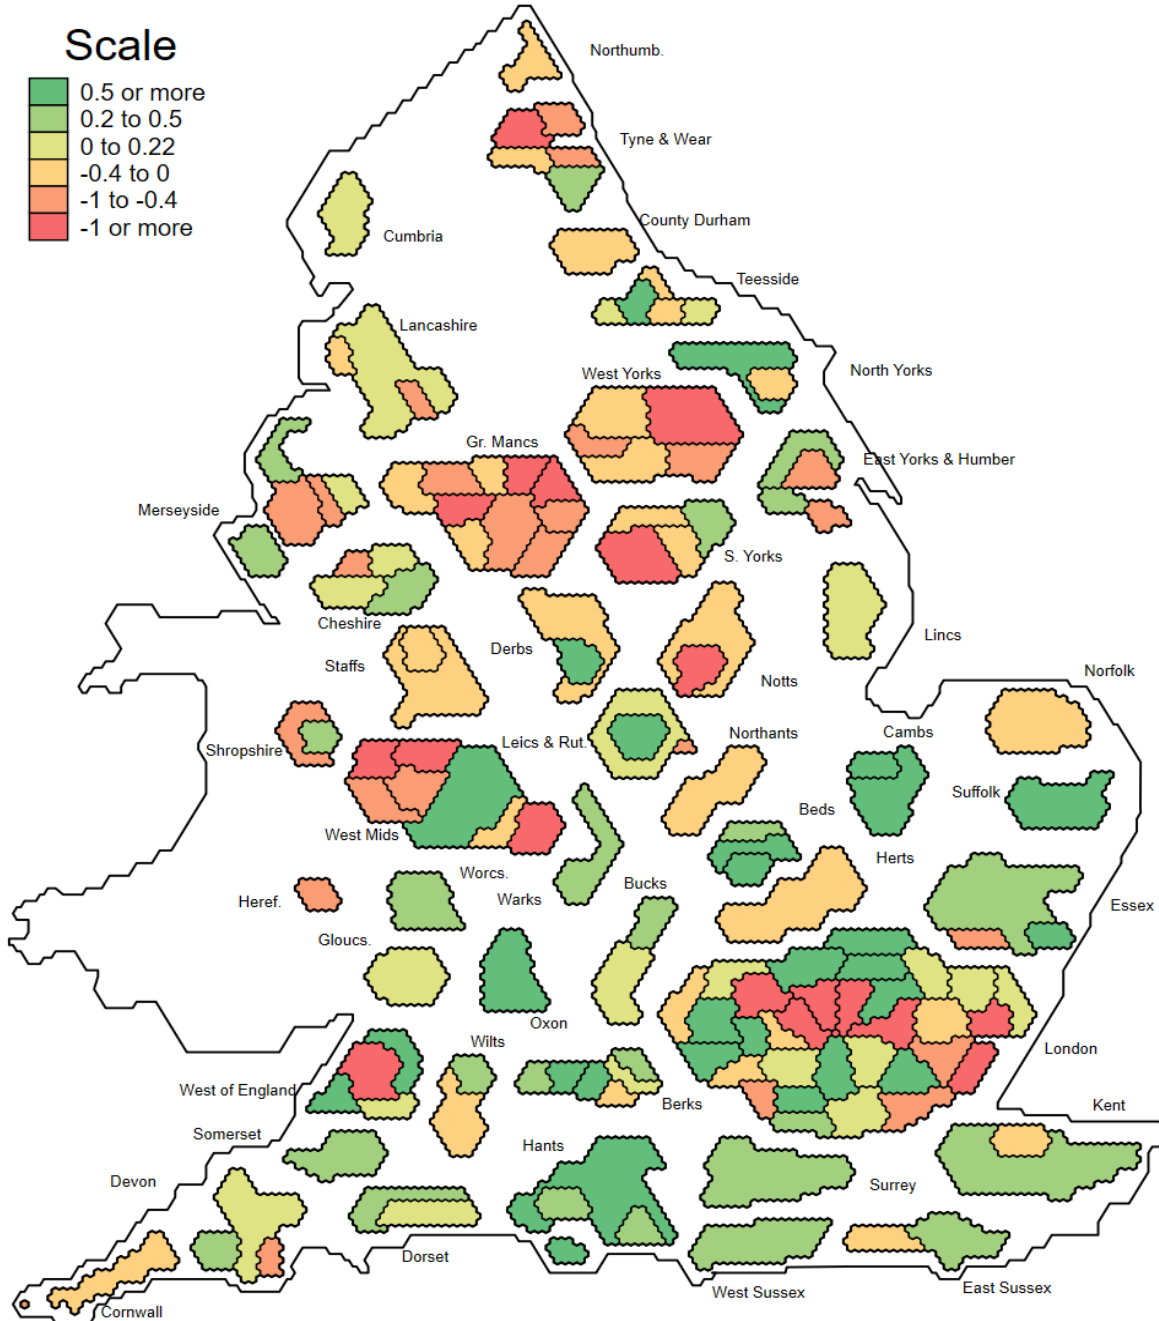 Scale
0.5 or more
0.2 to 0.5
0 to 0.22
-0.4 to 0
-1 to -0.4
-1 or more
Northumb.
Tyne & Wear
County Durham
Cumbria
Teesside
Lancashire
North Yorks
West Yorks
Gr. Mancs
East Yorks & Humber
Merseyside
S. Yorks
Cheshire
Lincs
Derbs
Staffs
Norfolk
Notts
Northants
Cambs
Leics & Rut.
Shropshire
Suffolk
Beds
West Mids
Herts
Worcs.
Bucks
Warks
Heref.
Essex
Gloucs.
Oxon
Wilts
London
West of England
Berks
Kent
Somerset
Hants
Devon
Surrey
Dorset
East Sussex
West Sussex
Cornwall